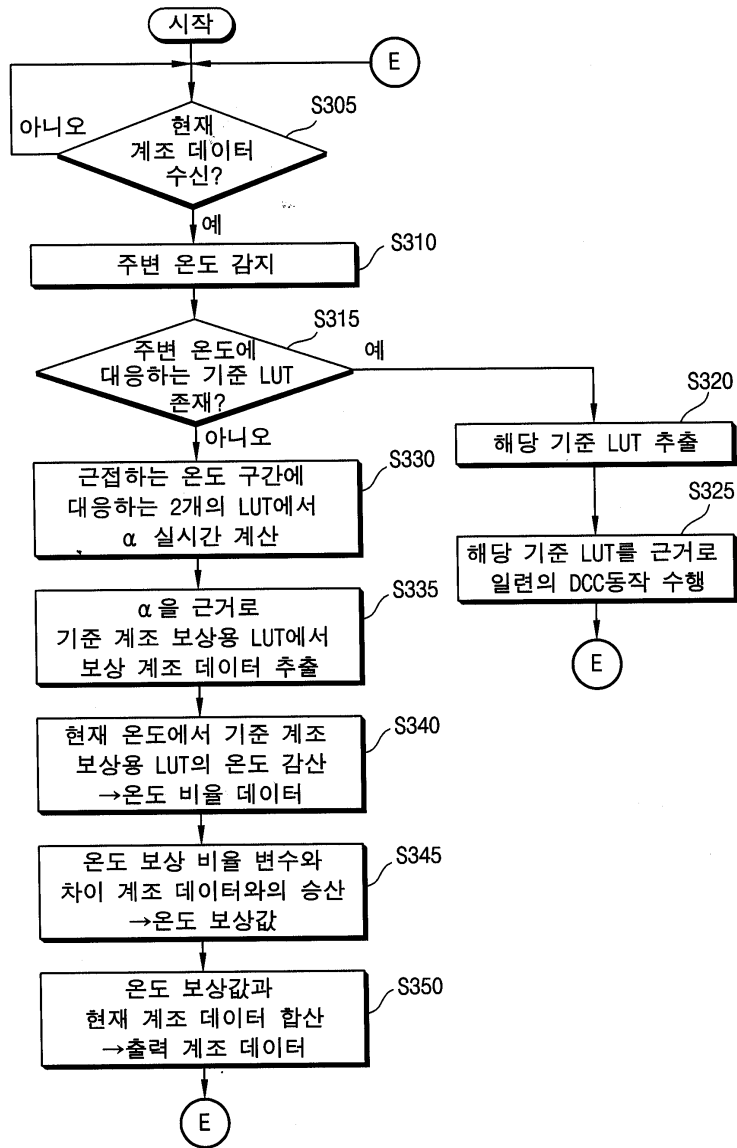 시작
E
아니오
S305
현재
계조 데이터
수신?
예
S310
주변 온도 감지
S315
주변 온도에
대응하는 기준 LUT
존재?
예
아니오
S320
해당 기준 LUT 추출
S325
해당 기준 LUT를 근거로
일련의 DCC동작 수행
E
S330
근접하는 온도 구간에
대응하는 2개의 LUT에서
α 실시간 계산
S335
α을 근거로
기준 계조 보상용 LUT에서
보상 계조 데이터 추출
S340
현재 온도에서 기준 계조
보상용 LUT의 온도 감산
→온도 비율 데이터
S345
온도 보상 비율 변수와
차이 계조 데이터와의 승산
→온도 보상값
S350
온도 보상값과
현재 계조 데이터 합산
→출력 계조 데이터
E